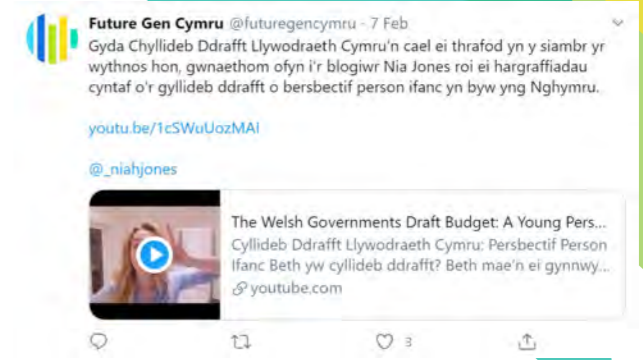 Future Gen Cymru @futuregencymru · 7 Feb
Gyda Chyllideb Ddrafft Llywodraeth Cymru'n cael ei thrafod yn y siambr yr
wythnos hon, gwnaethom ofyn i'r blogiwr Nia Jones roi ei hargraffiadau
cyntaf o'r gyllideb ddrafft o bersbectif person ifanc yn byw yng Nghymru.
youtu.be/1cSWuUozMAI
@_niahjones
The Welsh Governments Draft Budget: A Young Pers...
Cyllideb Ddrafft Llywodraeth Cymru: Persbectif Person
Ifanc Beth yw cyllideb ddrafft? Beth mae'n ei gynnwy...
youtube.com
3